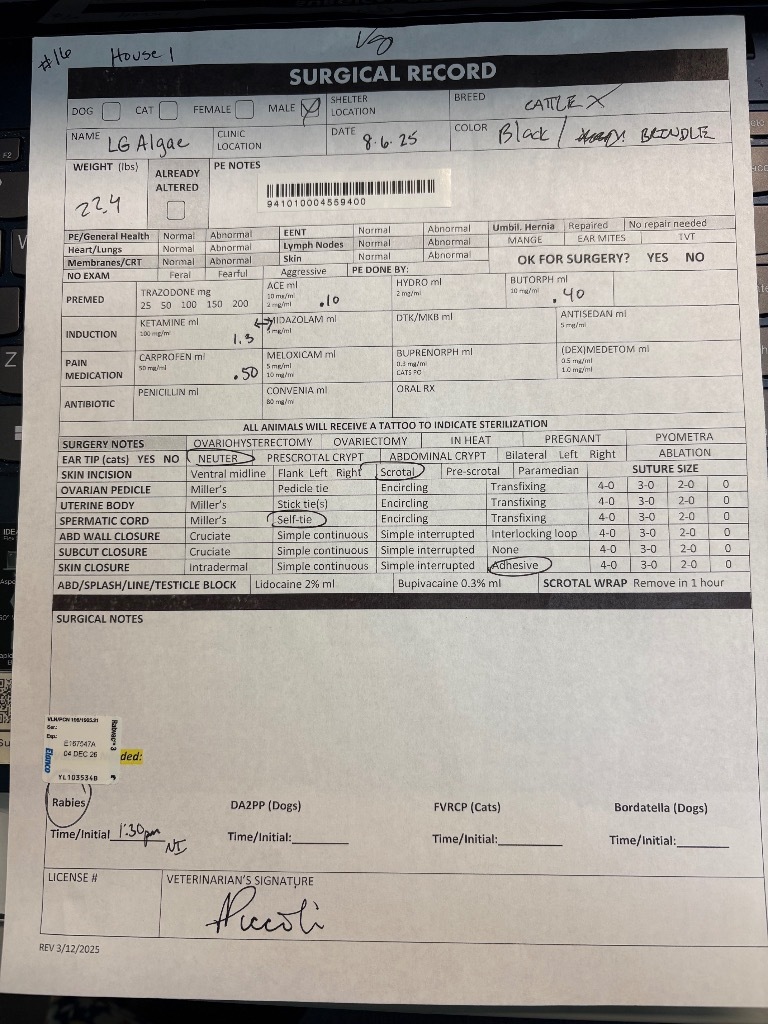 #16 House 1
SURGICAL RECORD
DOG CAT FEMALE MALE X SHELTER LOCATION BREED CATTLE X
NAME LG Algae CLINIC LOCATION DATE 8.6.25 COLOR Black / BRINDLE
WEIGHT (lbs) 22.4 ALREADY ALTERED PE NOTES
941010004559400
PE/General Health Normal Abnormal EENT Normal Abnormal Umbil. Hernia Repaired No repair needed
Heart/Lungs Normal Abnormal Lymph Nodes Normal Abnormal MANGE EAR MITES TVT
Membranes/CRT Normal Abnormal Skin Normal Abnormal OK FOR SURGERY? YES NO
NO EXAM Feral Fearful Aggressive PE DONE BY:
PREMED TRAZODONE mg 25 50 100 150 200 ACE ml 10 mg/ml 2 mg/ml .10 HYDRO ml 2 mg/ml BUTORPH ml 10 mg/ml .40
INDUCTION KETAMINE ml 100 mg/ml 1.3 MIDAZOLAM ml 5 mg/ml DTK/MKB ml ANTISEDAN ml 5 mg/ml
PAIN MEDICATION CARPROFEN ml 50 mg/ml .50 MELOXICAM ml 5 mg/ml 10 mg/ml BUPRENORPH ml 0.3 mg/ml CATS PO (DEX)MEDETOM ml 0.5 mg/ml 1.0 mg/ml
ANTIBIOTIC PENICILLIN ml CONVENIA ml 80 mg/ml ORAL RX
ALL ANIMALS WILL RECEIVE A TATTOO TO INDICATE STERILIZATION
SURGERY NOTES OVARIOHYSTERECTOMY OVARIECTOMY IN HEAT PREGNANT PYOMETRA
EAR TIP (cats) YES NO NEUTER PRESCROTAL CRYPT ABDOMINAL CRYPT Bilateral Left Right ABLATION
SKIN INCISION Ventral midline Flank Left Right Scrotal Pre-scrotal Paramedian SUTURE SIZE
OVARIAN PEDICLE Miller's Pedicle tie Encircling Transfixing 4-0 3-0 2-0 0
UTERINE BODY Miller's Stick tie(s) Encircling Transfixing 4-0 3-0 2-0 0
SPERMATIC CORD Miller's Self-tie Encircling Transfixing 4-0 3-0 2-0 0
ABD WALL CLOSURE Cruciate Simple continuous Simple interrupted Interlocking loop 4-0 3-0 2-0 0
SUBCUT CLOSURE Cruciate Simple continuous Simple interrupted None 4-0 3-0 2-0 0
SKIN CLOSURE Intradermal Simple continuous Simple interrupted Adhesive 4-0 3-0 2-0 0
ABD/SPLASH/LINE/TESTICLE BLOCK Lidocaine 2% ml Bupivacaine 0.3% ml SCROTAL WRAP Remove in 1 hour
SURGICAL NOTES
Ser:
Exp:
E167547A
04 DEC 26
Elanco
Rabvac 3
YL103534B
ded:
Rabies DA2PP (Dogs) FVRCP (Cats) Bordatella (Dogs)
Time/Initial 1:30pm NI Time/Initial: Time/Initial: Time/Initial:
LICENSE # VETERINARIAN'S SIGNATURE
Piccoli
REV 3/12/2025